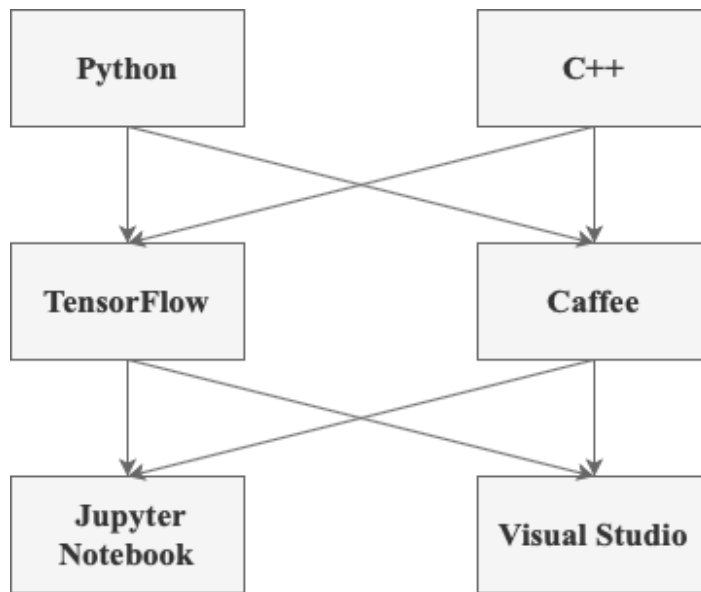 Python
C++
TensorFlow
Caffee
Jupyter
Notebook
Visual Studio